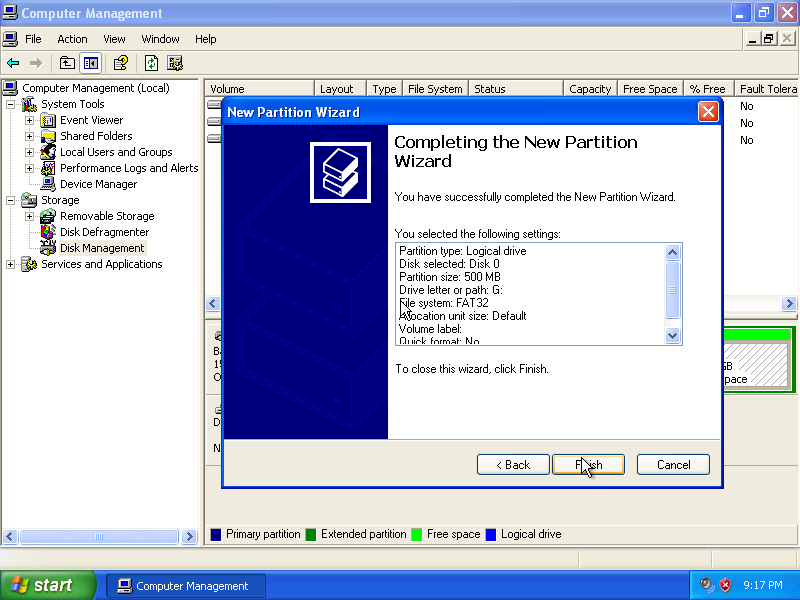 Computer Management
File Action View Window Help
Computer Management (Local)
System Tools
Event Viewer
Shared Folders
Local Users and Groups
Performance Logs and Alerts
Device Manager
Storage
Removable Storage
Disk Defragmenter
Disk Management
Services and Applications
Volume Layout Type File System Status Capacity Free Space % Free Fault Tolera
No
No
No
New Partition Wizard
Completing the New Partition
Wizard
You have successfully completed the New Partition Wizard.
You selected the following settings:
Partition type: Logical drive
Disk selected: Disk 0
Partition size: 500 MB
Drive letter or path: G:
File system: FAT32
Allocation unit size: Default
Volume label:
Quick format: No
To close this wizard, click Finish.
< Back Finish Cancel
GB
pace
Primary partition Extended partition Free space Logical drive
start Computer Management 9:17 PM